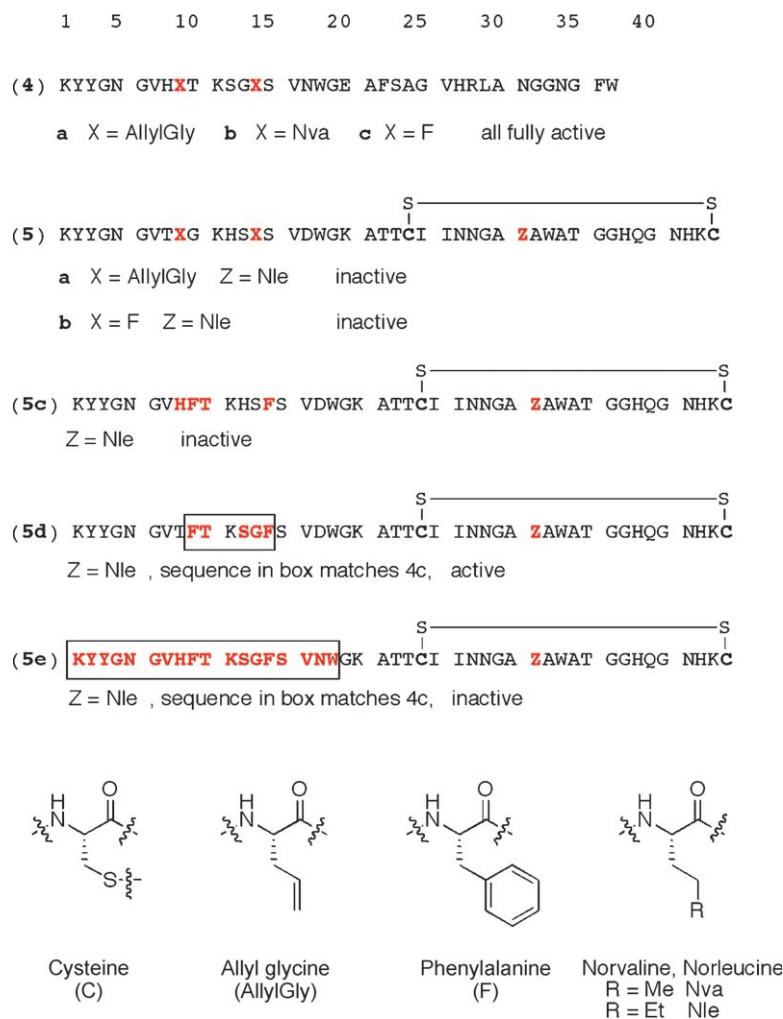 1 5 10 15 20 25 30 35 40
(4) KYYGN GVHXT KSGXS VNWGE AFSAG VHRLA NGGNG FW
a X = AllylGly b X = Nva c X = F all fully active
S S
(5) KYYGN GVTXG KHSXS VDWGK ATTCI INNGA ZAWAT GGHQG NHKC
a X = AllylGly Z = Nle inactive
b X = F Z = Nle inactive
S S
(5c) KYYGN GVHFT KHSFS VDWGK ATTCI INNGA ZAWAT GGHQG NHKC
Z = Nle inactive
S S
(5d) KYYGN GVTFT KSGFS VDWGK ATTCI INNGA ZAWAT GGHQG NHKC
Z = Nle , sequence in box matches 4c, active
S S
(5e) KYYGN GVHFT KSGFS VNWGK ATTCI INNGA ZAWAT GGHQG NHKC
Z = Nle , sequence in box matches 4c, inactive
H O H O H O H O
N N N N
S R
Cysteine Allyl glycine Phenylalanine Norvaline, Norleucine
(C) (AllylGly) (F) R = Me Nva
R = Et Nle